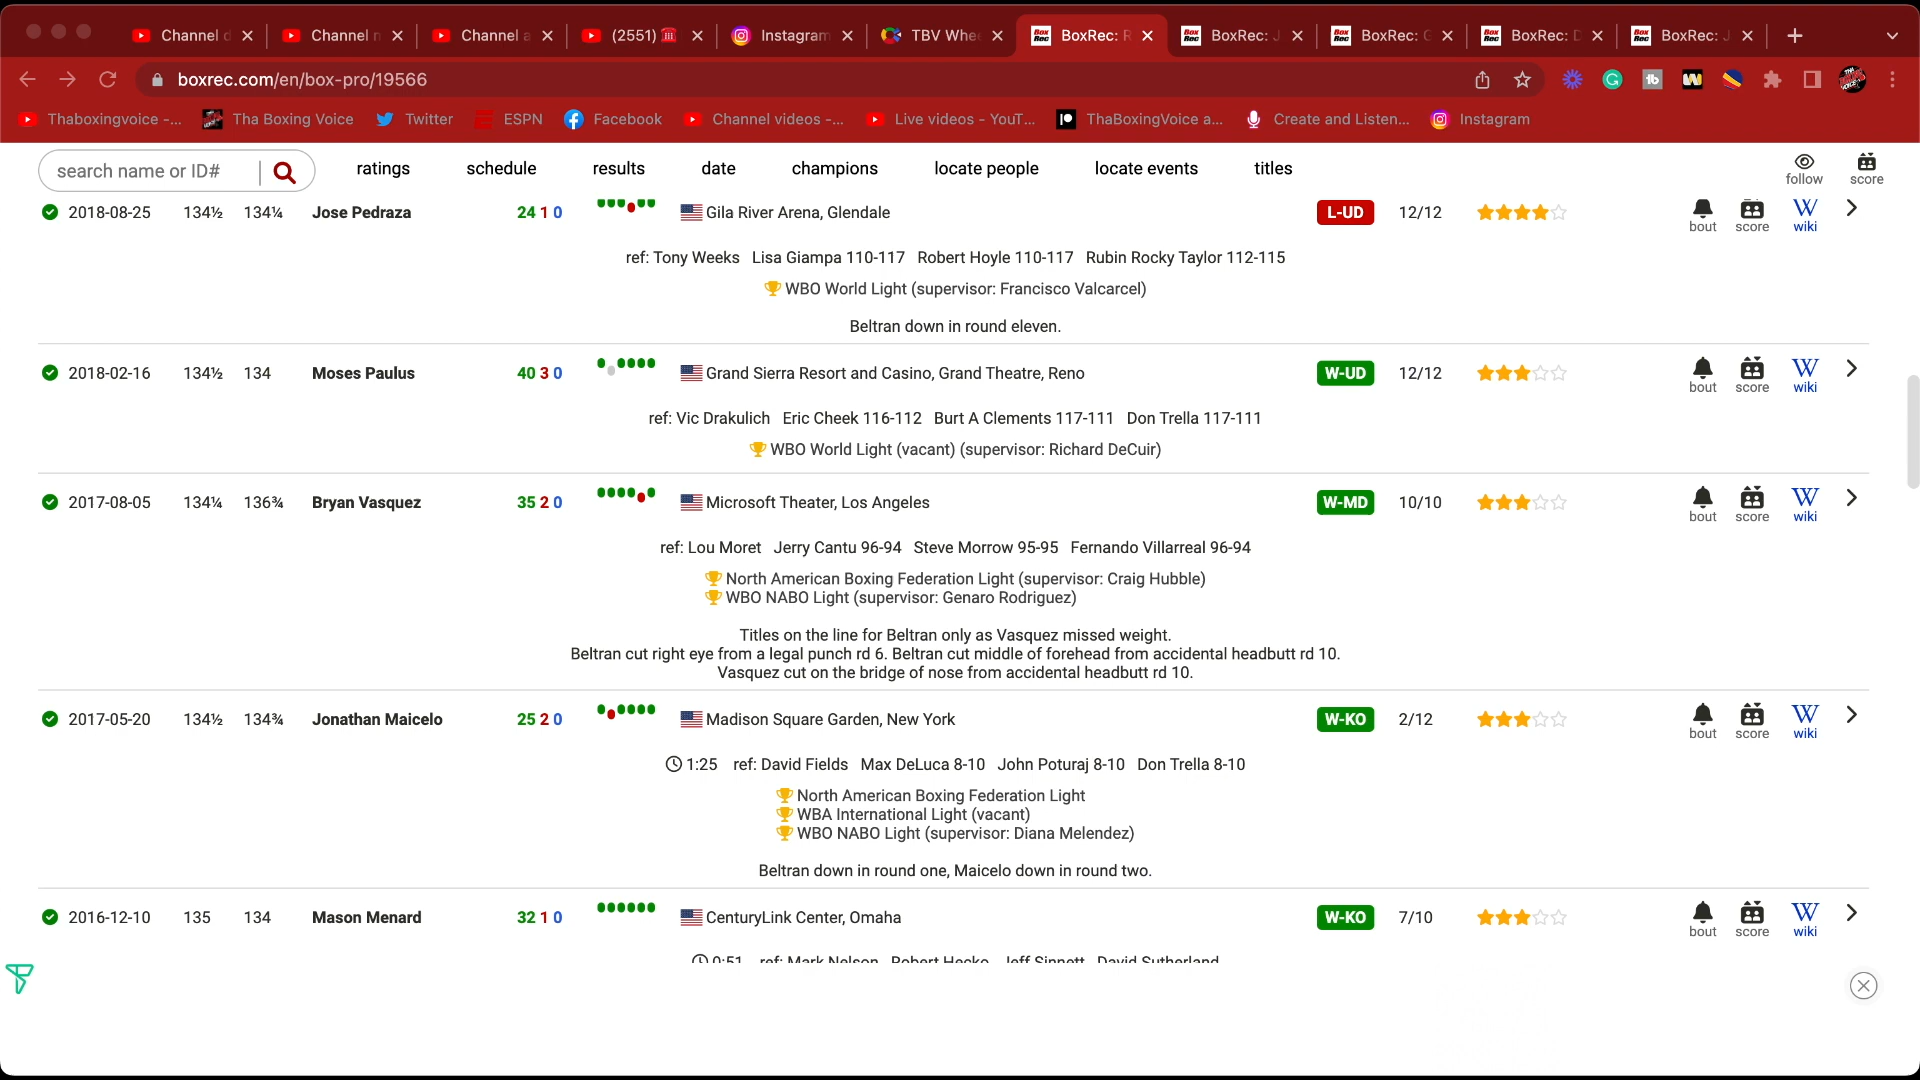 Channel d
Channel n
Channel a
(2551)
Instagram
TBV Whee
BoxRec: R
BoxRec: J
BoxRec: G
BoxRec: D
BoxRec: J
boxrec.com/en/box-pro/19566
Thaboxingvoice -...
Tha Boxing Voice
Twitter
ESPN
Facebook
Channel videos -...
Live videos - YouT...
ThaBoxingVoice a...
Create and Listen...
Instagram
search name or ID#
ratings
schedule
results
date
champions
locate people
locate events
titles
follow
score
2018-08-25 134½ 134¼ Jose Pedraza 24 1 0 Gila River Arena, Glendale L-UD 12/12
bout score wiki
ref: Tony Weeks Lisa Giampa 110-117 Robert Hoyle 110-117 Rubin Rocky Taylor 112-115
WBO World Light (supervisor: Francisco Valcarcel)
Beltran down in round eleven.
2018-02-16 134½ 134 Moses Paulus 40 3 0 Grand Sierra Resort and Casino, Grand Theatre, Reno W-UD 12/12
bout score wiki
ref: Vic Drakulich Eric Cheek 116-112 Burt A Clements 117-111 Don Trella 117-111
WBO World Light (vacant) (supervisor: Richard DeCuir)
2017-08-05 134¼ 136¾ Bryan Vasquez 35 2 0 Microsoft Theater, Los Angeles W-MD 10/10
bout score wiki
ref: Lou Moret Jerry Cantu 96-94 Steve Morrow 95-95 Fernando Villarreal 96-94
North American Boxing Federation Light (supervisor: Craig Hubble)
WBO NABO Light (supervisor: Genaro Rodriguez)
Titles on the line for Beltran only as Vasquez missed weight.
Beltran cut right eye from a legal punch rd 6. Beltran cut middle of forehead from accidental headbutt rd 10.
Vasquez cut on the bridge of nose from accidental headbutt rd 10.
2017-05-20 134½ 134¾ Jonathan Maicelo 25 2 0 Madison Square Garden, New York W-KO 2/12
bout score wiki
1:25 ref: David Fields Max DeLuca 8-10 John Poturaj 8-10 Don Trella 8-10
North American Boxing Federation Light
WBA International Light (vacant)
WBO NABO Light (supervisor: Diana Melendez)
Beltran down in round one, Maicelo down in round two.
2016-12-10 135 134 Mason Menard 32 1 0 CenturyLink Center, Omaha W-KO 7/10
bout score wiki
0:51 ref: Mark Nelson Robert Hecko Jeff Sinnett David Sutherland